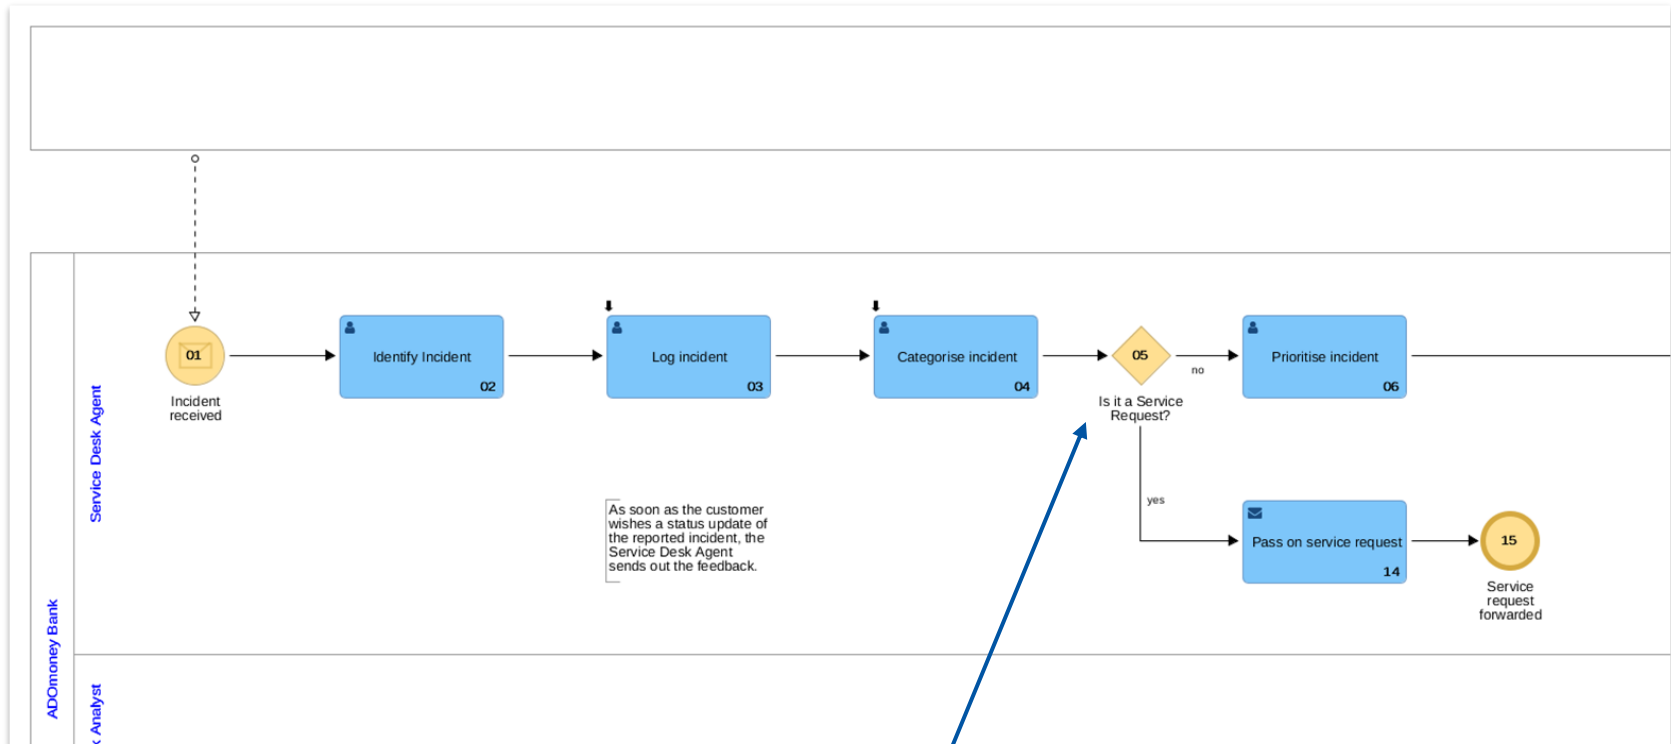 01
Incident
received
Identify Incident
02
Log incident
03
Categorise incident
04
05
Is it a Service
Request?
no
Prioritise incident
06
yes
Pass on service request
14
15
Service
request
forwarded
As soon as the customer
wishes a status update of
the reported incident, the
Service Desk Agent
sends out the feedback.
Service Desk Agent
ADOmoney Bank
Analyst